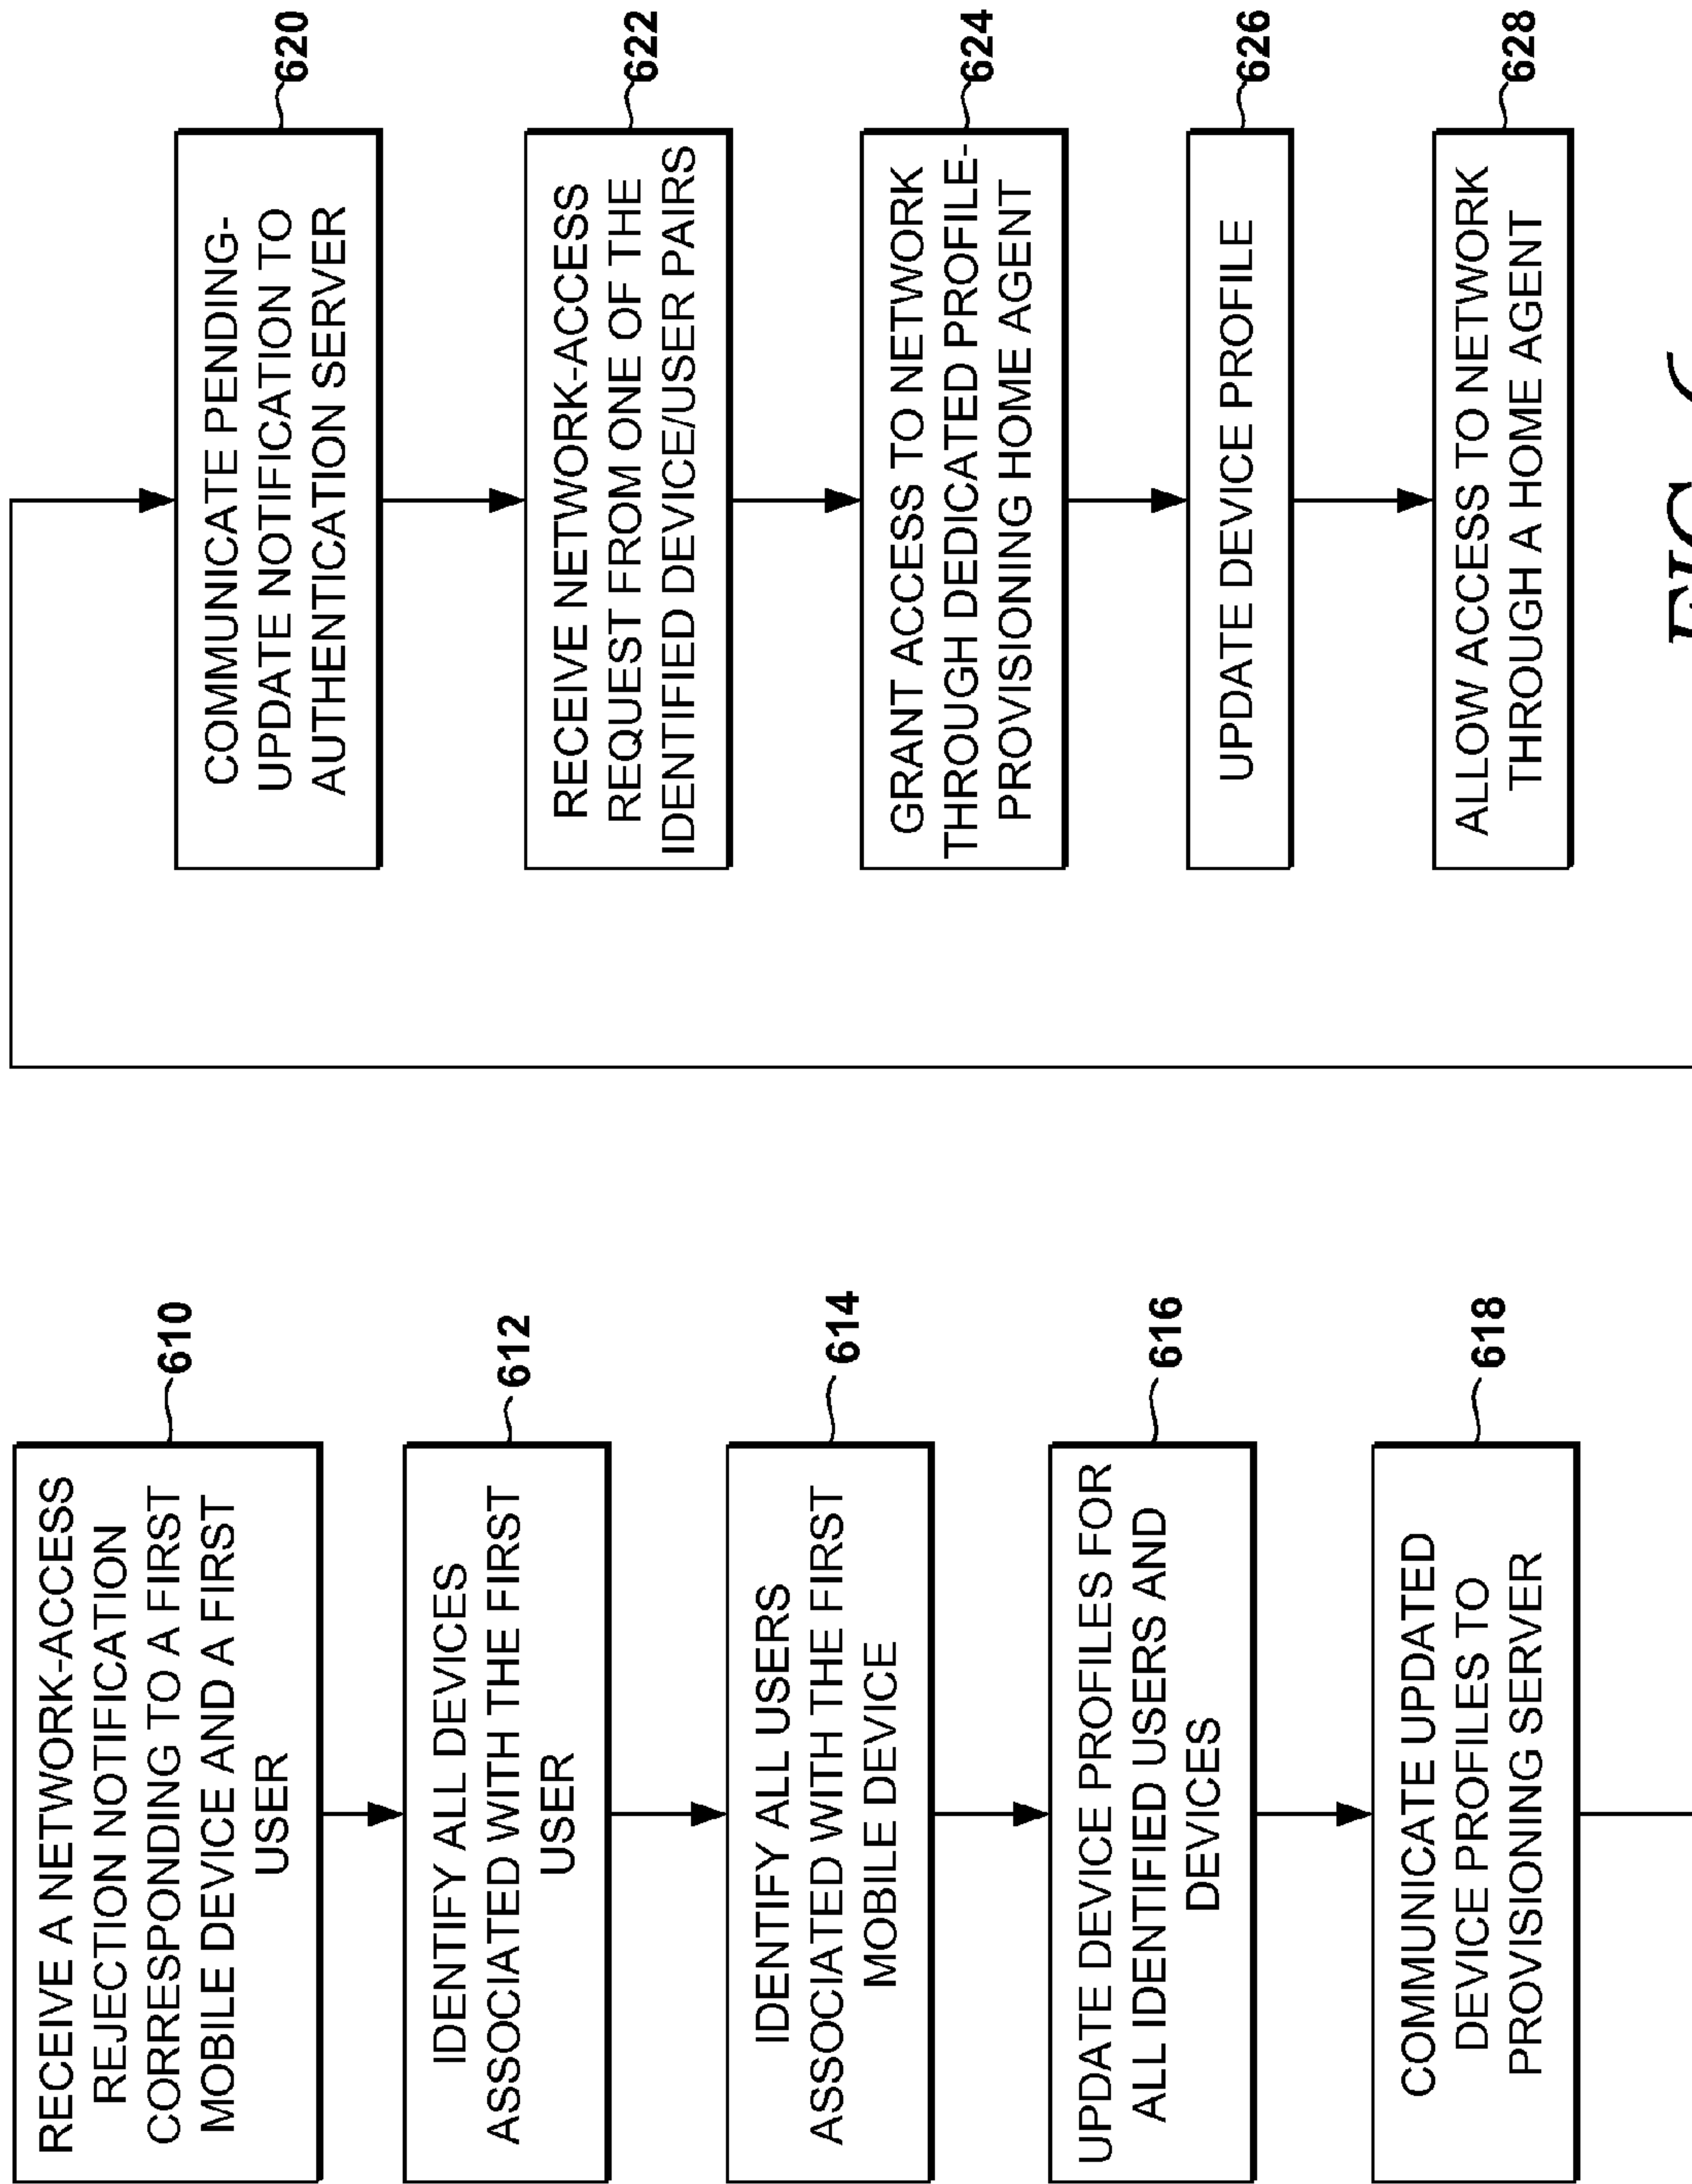 RECEIVE A NETWORK-ACCESS
REJECTION NOTIFICATION
CORRESPONDING TO A FIRST
MOBILE DEVICE AND A FIRST
USER
610
IDENTIFY ALL DEVICES
ASSOCIATED WITH THE FIRST
USER
612
IDENTIFY ALL USERS
ASSOCIATED WITH THE FIRST
MOBILE DEVICE
614
UPDATE DEVICE PROFILES FOR
ALL IDENTIFIED USERS AND
DEVICES
616
COMMUNICATE UPDATED
DEVICE PROFILES TO
PROVISIONING SERVER
618
COMMUNICATE PENDING-
UPDATE NOTIFICATION TO
AUTHENTICATION SERVER
620
RECEIVE NETWORK-ACCESS
REQUEST FROM ONE OF THE
IDENTIFIED DEVICE/USER PAIRS
622
GRANT ACCESS TO NETWORK
THROUGH DEDICATED PROFILE-
PROVISIONING HOME AGENT
624
UPDATE DEVICE PROFILE
626
ALLOW ACCESS TO NETWORK
THROUGH A HOME AGENT
628